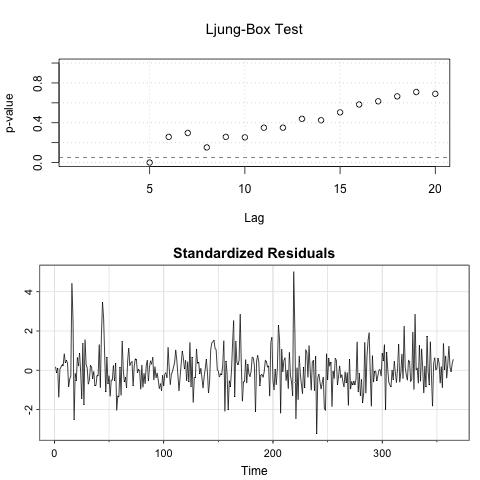 Ljung-Box Test
p-value
0.0 0.4 0.8
5 10 15 20
Lag
Standardized Residuals
4
2
0
-2
0 100 200 300
Time